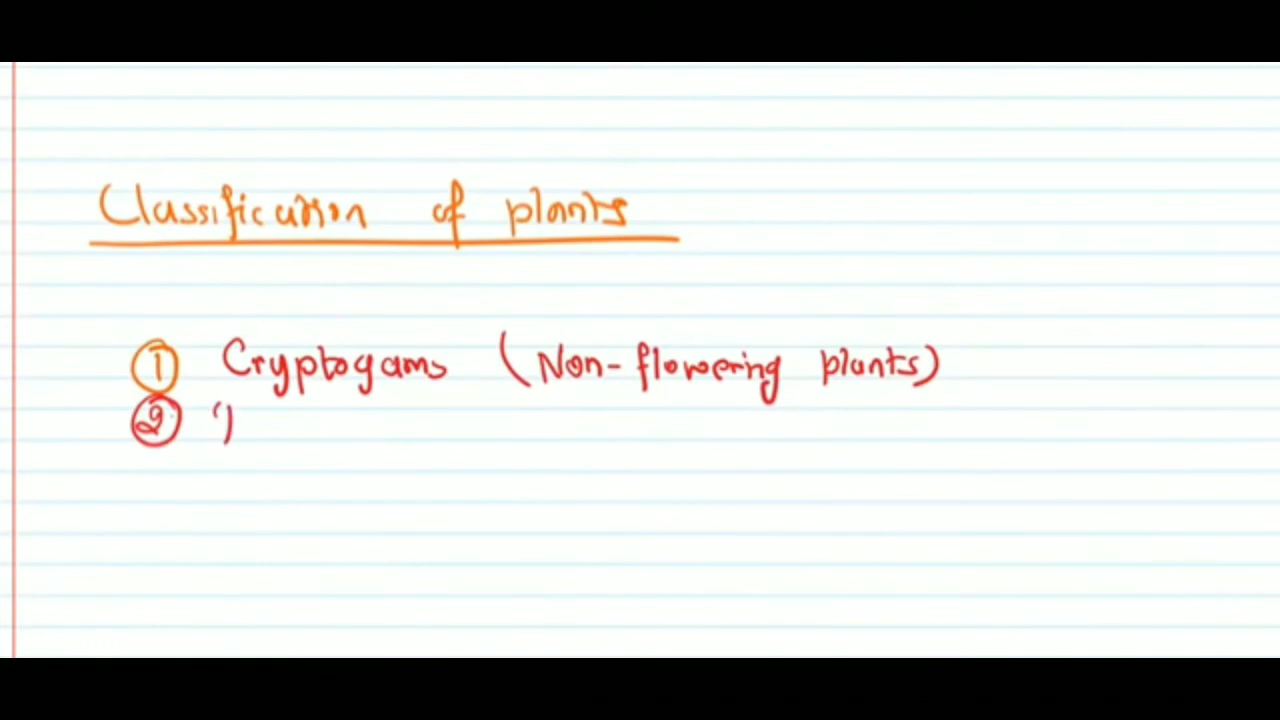 Classification of plants
① Cryptogams (Non-flowering plants)
②